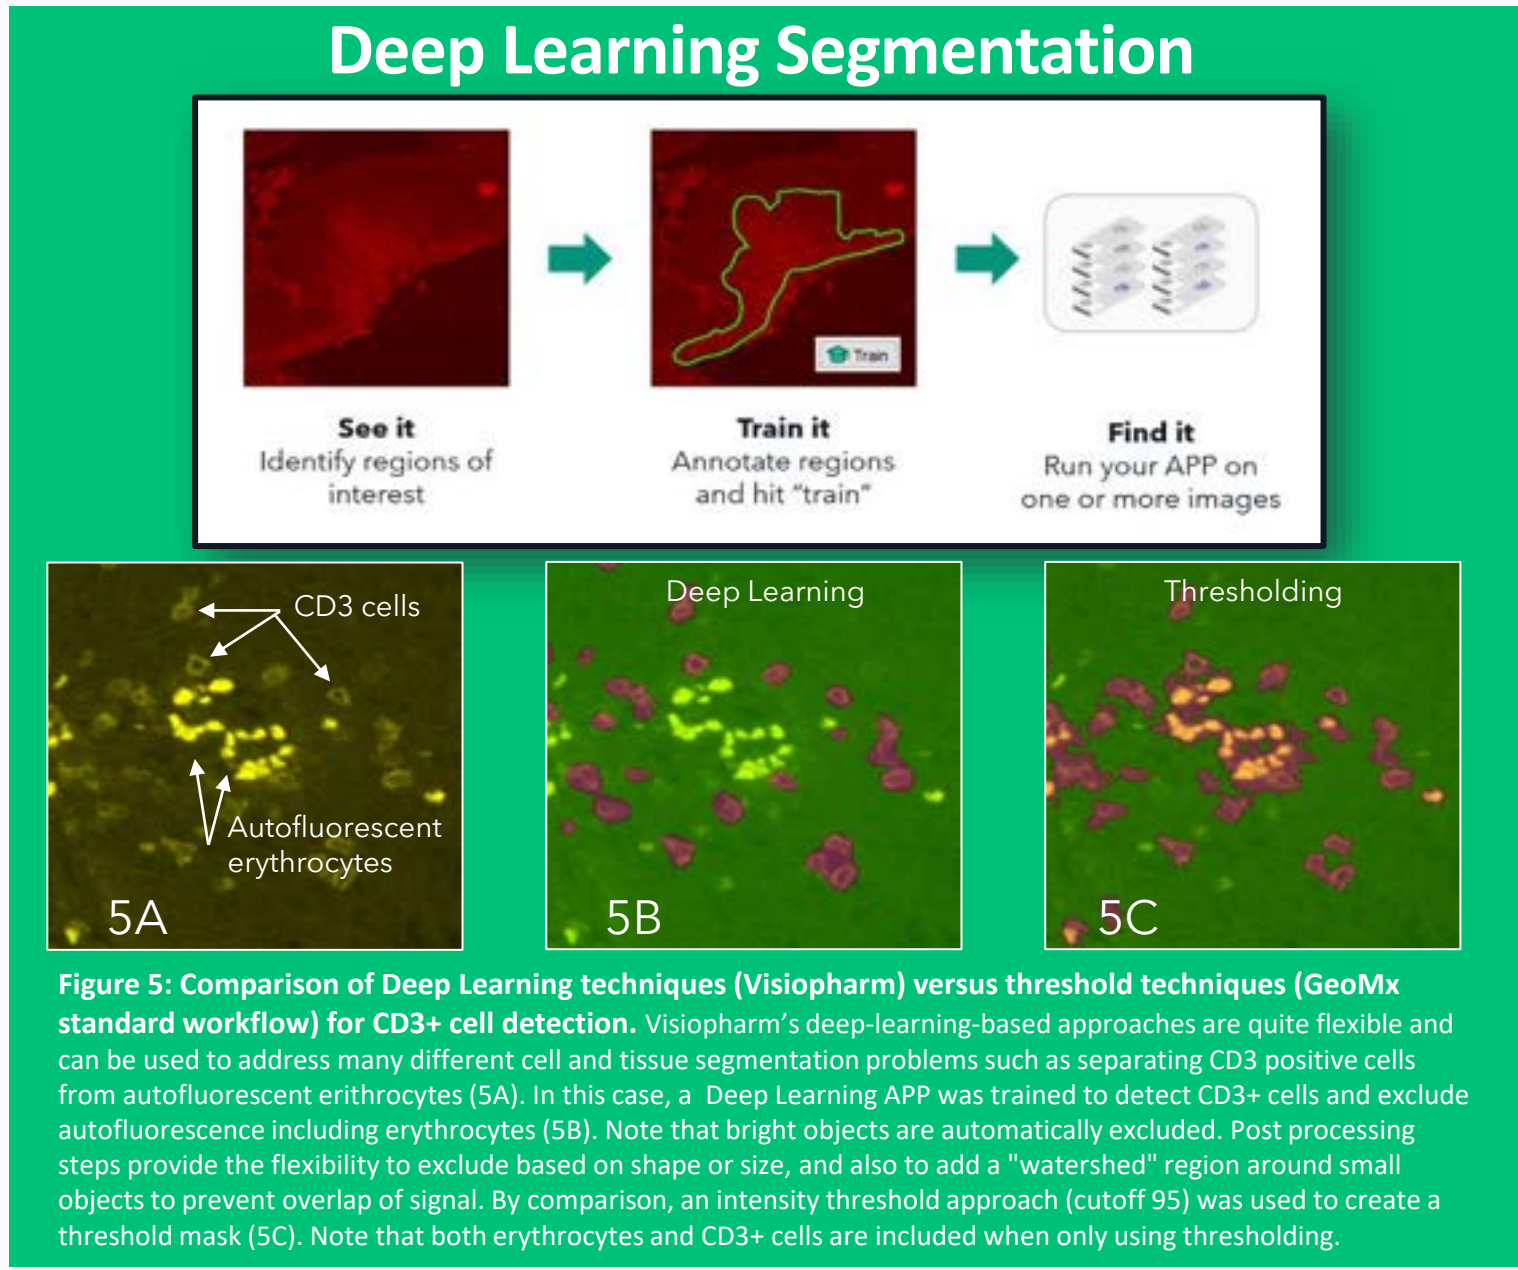 Deep Learning Segmentation
Train
See it
Identify regions of
interest
Train it
Annotate regions
and hit "train"
Find it
Run your APP on
one or more images
CD3 cells
Autofluorescent
erythrocytes
5A
Deep Learning
5B
Thresholding
5C
Figure 5: Comparison of Deep Learning techniques (Visiopharm) versus threshold techniques (GeoMx
standard workflow) for CD3+ cell detection. Visiopharm’s deep-learning-based approaches are quite flexible and
can be used to address many different cell and tissue segmentation problems such as separating CD3 positive cells
from autofluorescent erithrocytes (5A). In this case, a  Deep Learning APP was trained to detect CD3+ cells and exclude
autofluorescence including erythrocytes (5B). Note that bright objects are automatically excluded. Post processing
steps provide the flexibility to exclude based on shape or size, and also to add a "watershed" region around small
objects to prevent overlap of signal. By comparison, an intensity threshold approach (cutoff 95) was used to create a
threshold mask (5C). Note that both erythrocytes and CD3+ cells are included when only using thresholding.